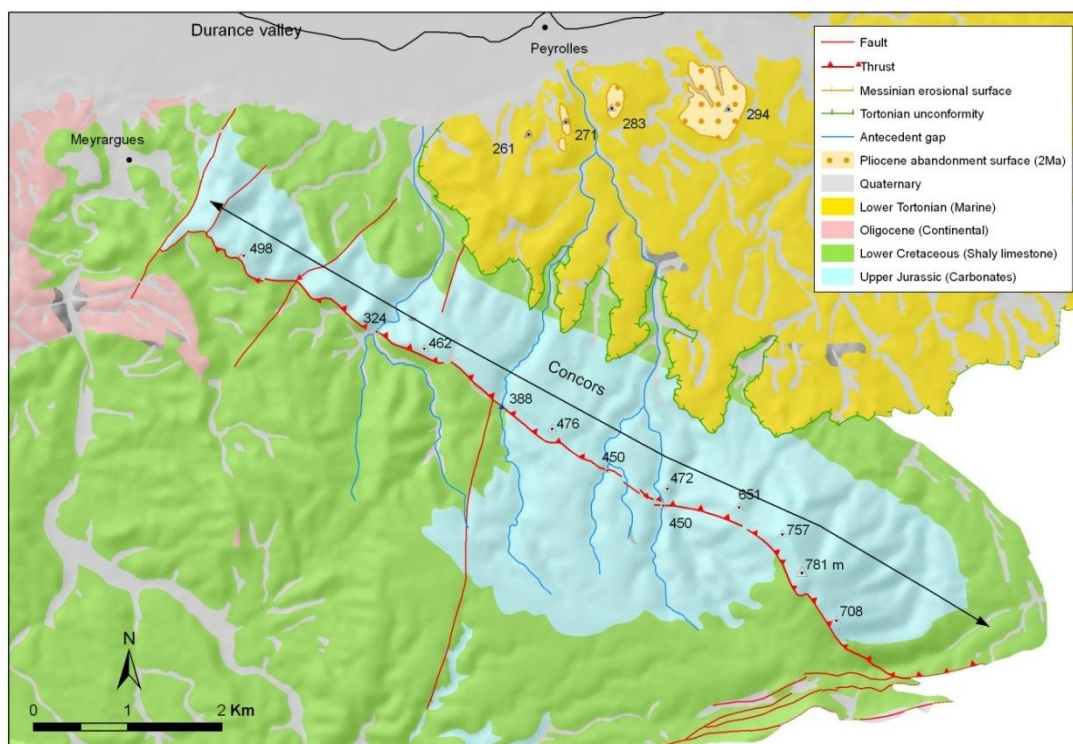 Durance valley
Peyrolles
Meyrargues
261
271
283
294
498
324
462
Concors
388
476
450
472
450
651
757
781 m
708
N
0 1 2 Km
Fault
Thrust
Messinian erosional surface
Tortonian unconformity
Antecedent gap
Pliocene abandonment surface (2Ma)
Quaternary
Lower Tortonian (Marine)
Oligocene (Continental)
Lower Cretaceous (Shaly limestone)
Upper Jurassic (Carbonates)